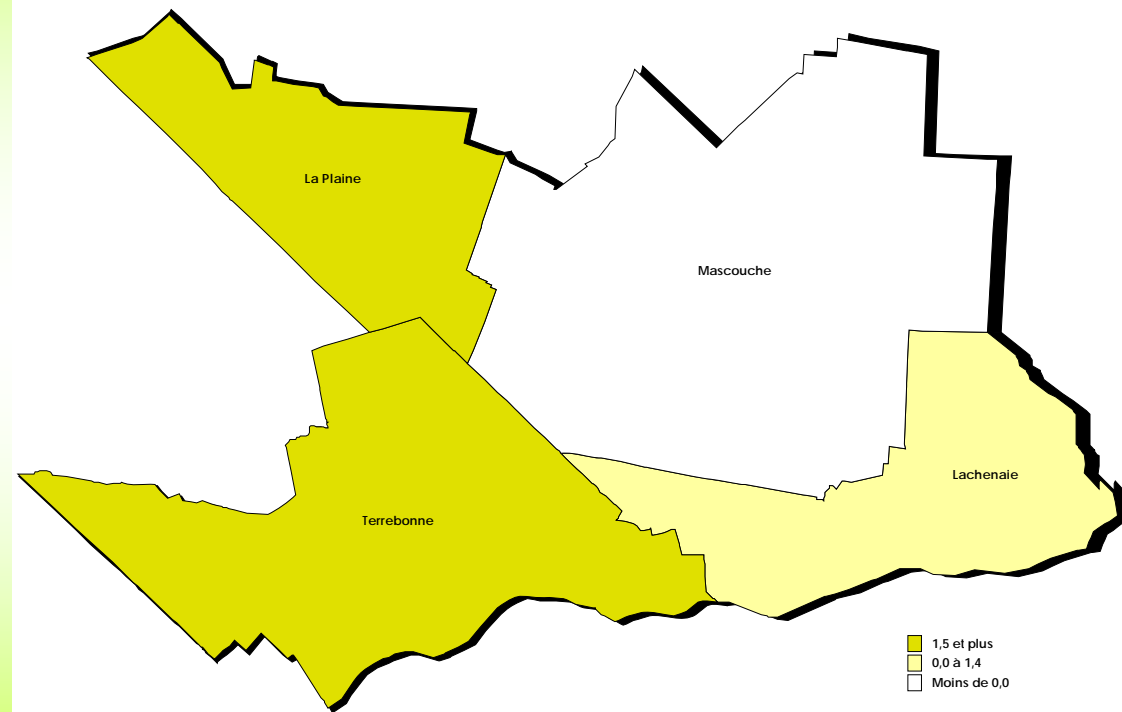 La Plaine
Mascouche
Lachenaie
Terrebonne
1,5 et plus
0,0 à 1,4
Moins de 0,0